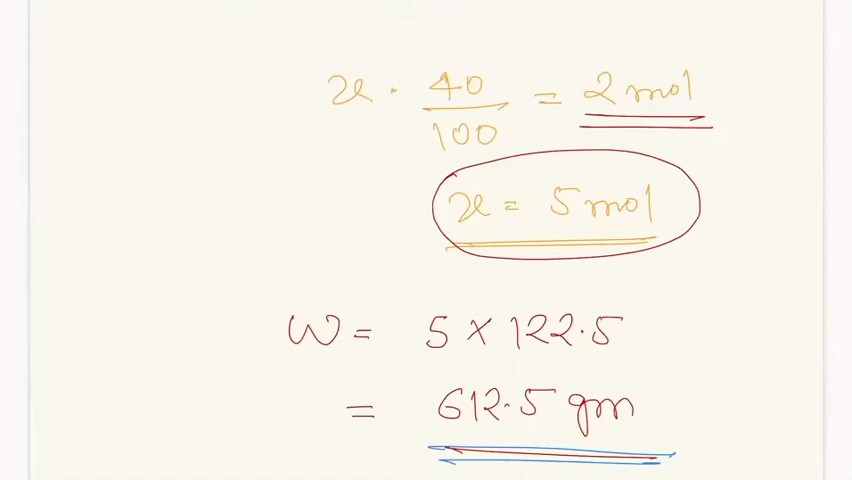 x · 40/100 = 2 mol
x = 5 mol
W = 5 × 122.5
= 612.5 gm